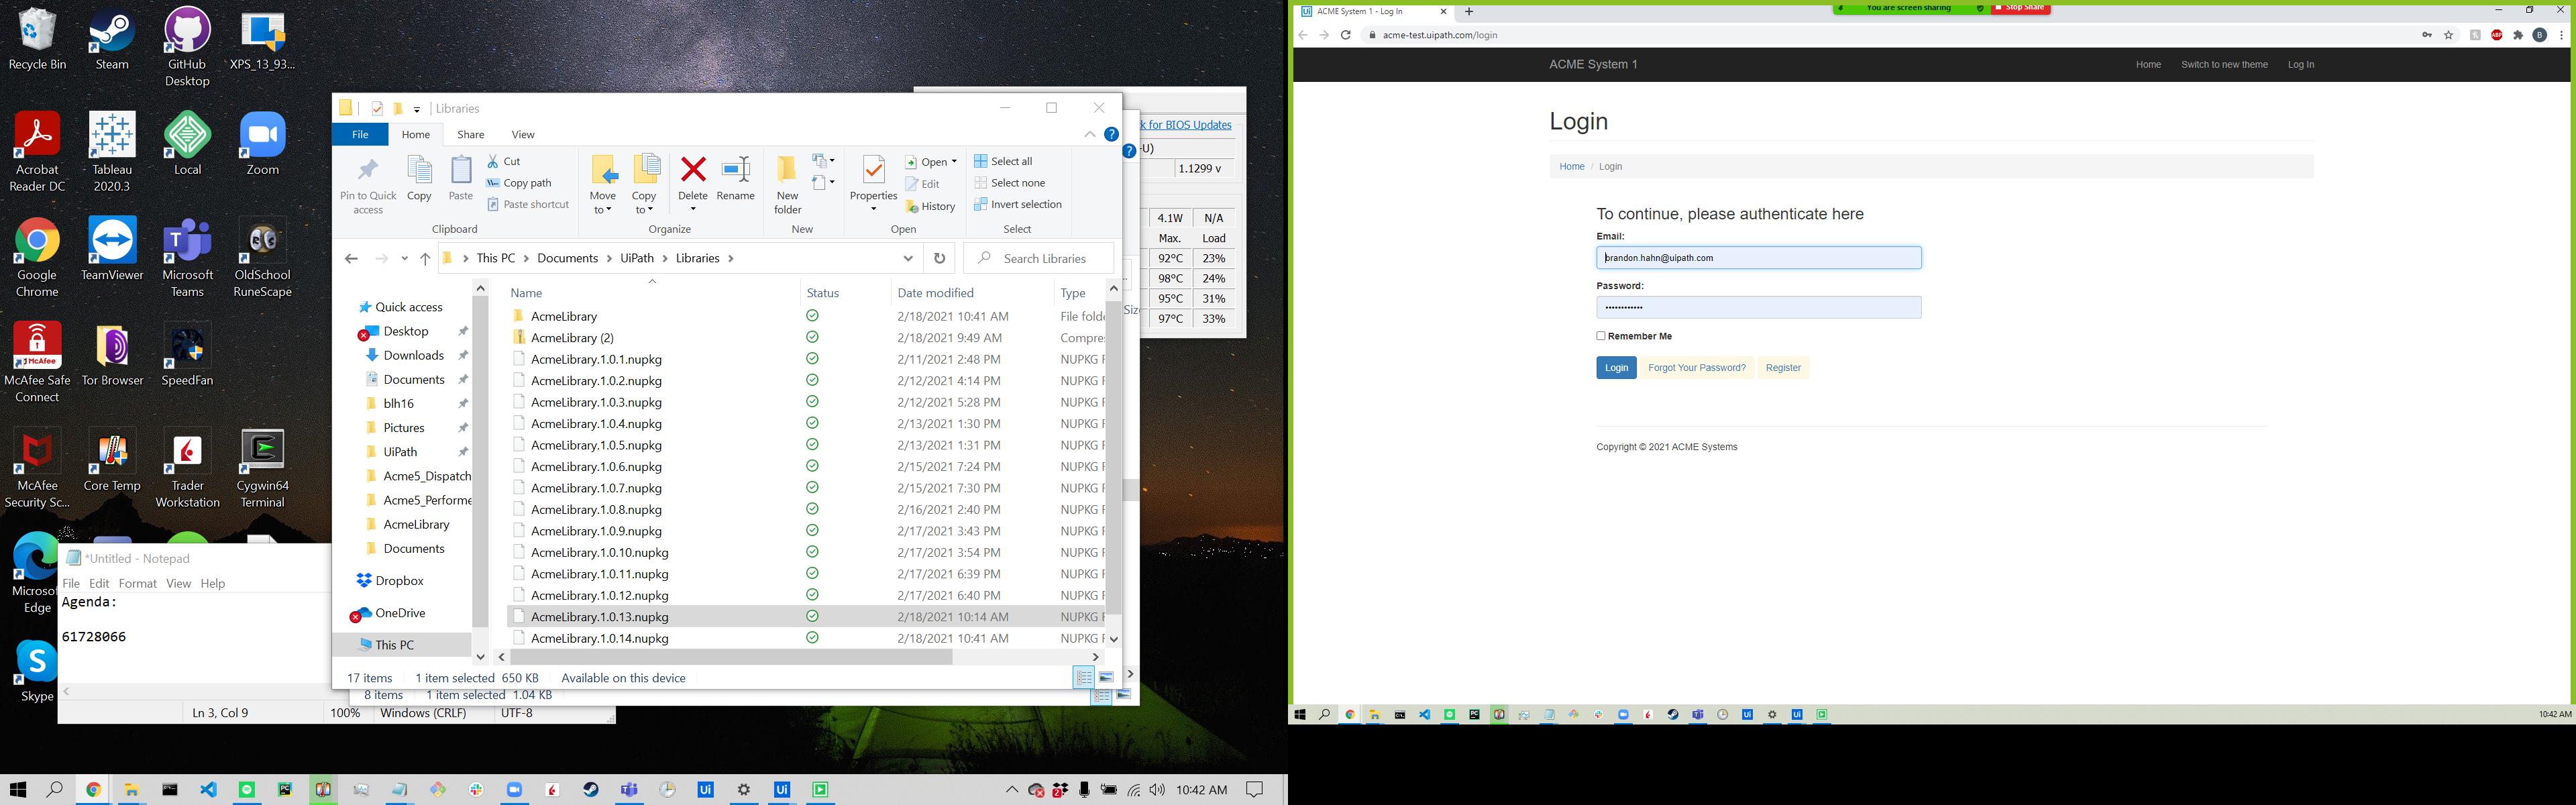 Recycle Bin
Steam
GitHub Desktop
XPS_13_93...
Acrobat Reader DC
Tableau 2020.3
Local
Zoom
Google Chrome
TeamViewer
Microsoft Teams
OldSchool RuneScape
McAfee Safe Connect
Tor Browser
SpeedFan
McAfee Security Sc...
Core Temp
Trader Workstation
Cygwin64 Terminal
Edge
Skype
*Untitled - Notepad
File Edit Format View Help
Agenda:
61728066
Ln 3, Col 9 100% Windows (CRLF) UTF-8
Libraries
File Home Share View
Pin to Quick access
Copy
Paste
Cut
Copy path
Paste shortcut
Clipboard
Move to
Copy to
Delete
Rename
Organize
New folder
New
Properties
Open
Edit
History
Open
Select all
Select none
Invert selection
Select
This PC > Documents > UiPath > Libraries >
Search Libraries
Quick access
Desktop
Downloads
Documents
blh16
Pictures
UiPath
Acme5_Dispatch
Acme5_Performe
AcmeLibrary
Documents
Dropbox
OneDrive
This PC
Name Status Date modified Type
AcmeLibrary 2/18/2021 10:41 AM File folde
AcmeLibrary (2) 2/18/2021 9:49 AM Compre
AcmeLibrary.1.0.1.nupkg 2/11/2021 2:48 PM NUPKG F
AcmeLibrary.1.0.2.nupkg 2/12/2021 4:14 PM NUPKG F
AcmeLibrary.1.0.3.nupkg 2/12/2021 5:28 PM NUPKG F
AcmeLibrary.1.0.4.nupkg 2/13/2021 1:30 PM NUPKG F
AcmeLibrary.1.0.5.nupkg 2/13/2021 1:31 PM NUPKG F
AcmeLibrary.1.0.6.nupkg 2/15/2021 7:24 PM NUPKG F
AcmeLibrary.1.0.7.nupkg 2/15/2021 7:30 PM NUPKG F
AcmeLibrary.1.0.8.nupkg 2/16/2021 2:40 PM NUPKG F
AcmeLibrary.1.0.9.nupkg 2/17/2021 3:43 PM NUPKG F
AcmeLibrary.1.0.10.nupkg 2/17/2021 3:54 PM NUPKG F
AcmeLibrary.1.0.11.nupkg 2/17/2021 6:39 PM NUPKG F
AcmeLibrary.1.0.12.nupkg 2/17/2021 6:40 PM NUPKG F
AcmeLibrary.1.0.13.nupkg 2/18/2021 10:14 AM NUPKG F
AcmeLibrary.1.0.14.nupkg 2/18/2021 10:41 AM NUPKG F
17 items 1 item selected 650 KB Available on this device
8 items 1 item selected 1.04 KB
k for BIOS Updates
-U)
1.1299 v
4.1W N/A
Max. Load
92°C 23%
98°C 24%
95°C 31%
97°C 33%
Size
10:42 AM
ACME System 1 - Log In
You are screen sharing
Stop Share
acme-test.uipath.com/login
ACME System 1
Home Switch to new theme Log In
Login
Home / Login
To continue, please authenticate here
Email:
brandon.hahn@uipath.com
Password:
Remember Me
Login Forgot Your Password? Register
Copyright © 2021 ACME Systems
10:42 AM